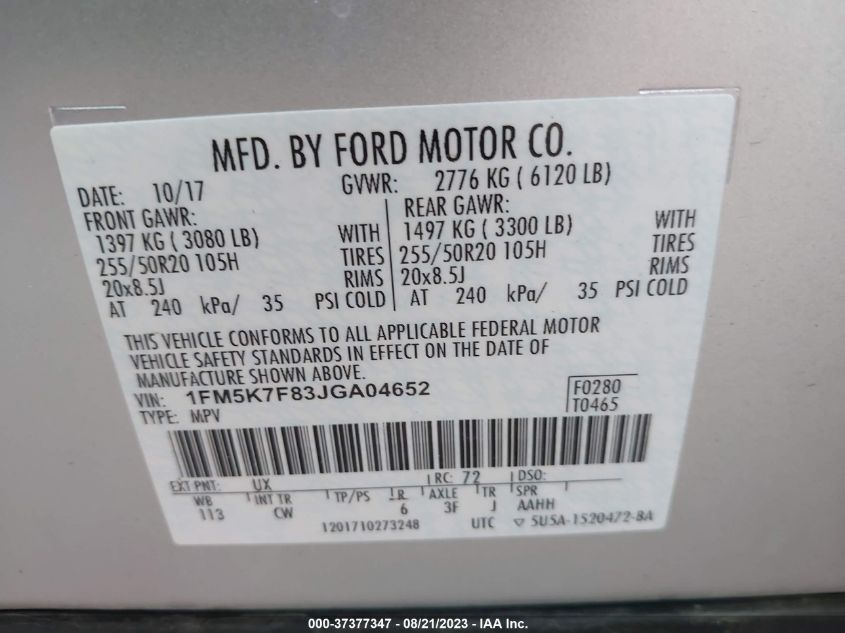 MFD. BY FORD MOTOR CO.
DATE: 10/17 GVWR: 2776 KG ( 6120 LB)
FRONT GAWR: REAR GAWR:
1397 KG ( 3080 LB) WITH 1497 KG ( 3300 LB) WITH
255/50R20 105H TIRES 255/50R20 105H TIRES
20x8.5J RIMS 20x8.5J RIMS
AT 240 kPa/ 35 PSI COLD AT 240 kPa/ 35 PSI COLD
THIS VEHICLE CONFORMS TO ALL APPLICABLE FEDERAL MOTOR
VEHICLE SAFETY STANDARDS IN EFFECT ON THE DATE OF
MANUFACTURE SHOWN ABOVE.
VIN: 1FM5K7F83JGA04652 F0280
TYPE: MPV T0465
EXT PNT: UX RC: 72 DSO:
WB INT TR TP/PS R AXLE TR SPR
113 CW 6 3F J AAHH
1201710273248 UTC ▽ 5U5A-1520472-BA
000-37377347 - 08/21/2023 - IAA Inc.